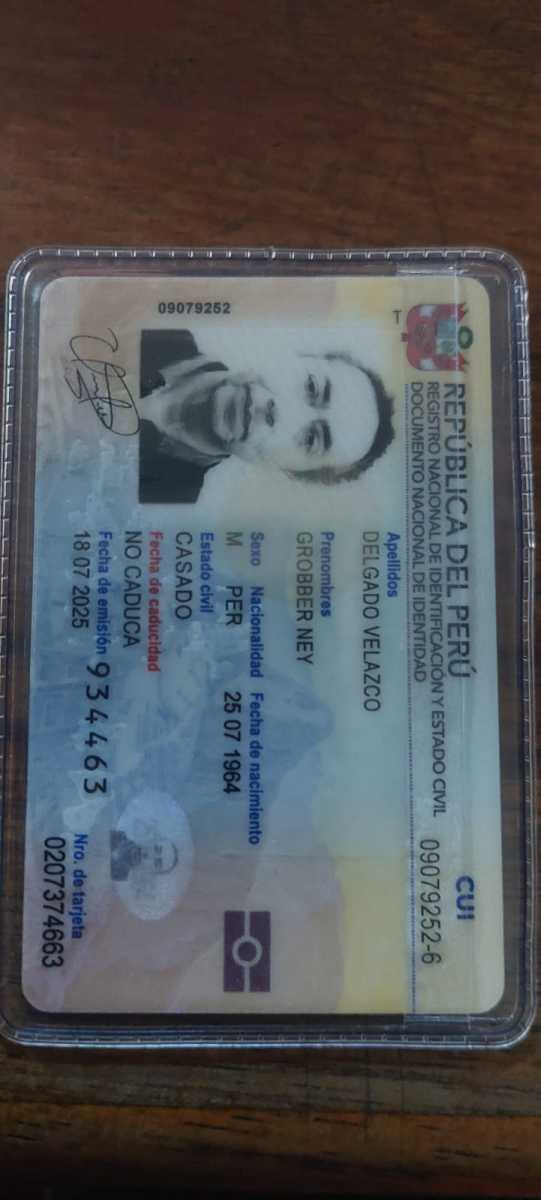 REPÚBLICA DEL PERÚ
REGISTRO NACIONAL DE IDENTIFICACIÓN Y ESTADO CIVIL
DOCUMENTO NACIONAL DE IDENTIDAD
CUI
09079252-6
T
09079252
Apellidos
DELGADO VELAZCO
Prenombres
GROBBER NEY
Sexo Nacionalidad Fecha de nacimiento
M PER 25 07 1964
Estado civil
CASADO
Fecha de caducidad
NO CADUCA
Fecha de emisión
18 07 2025
934463
Nro. de tarjeta
0207374663